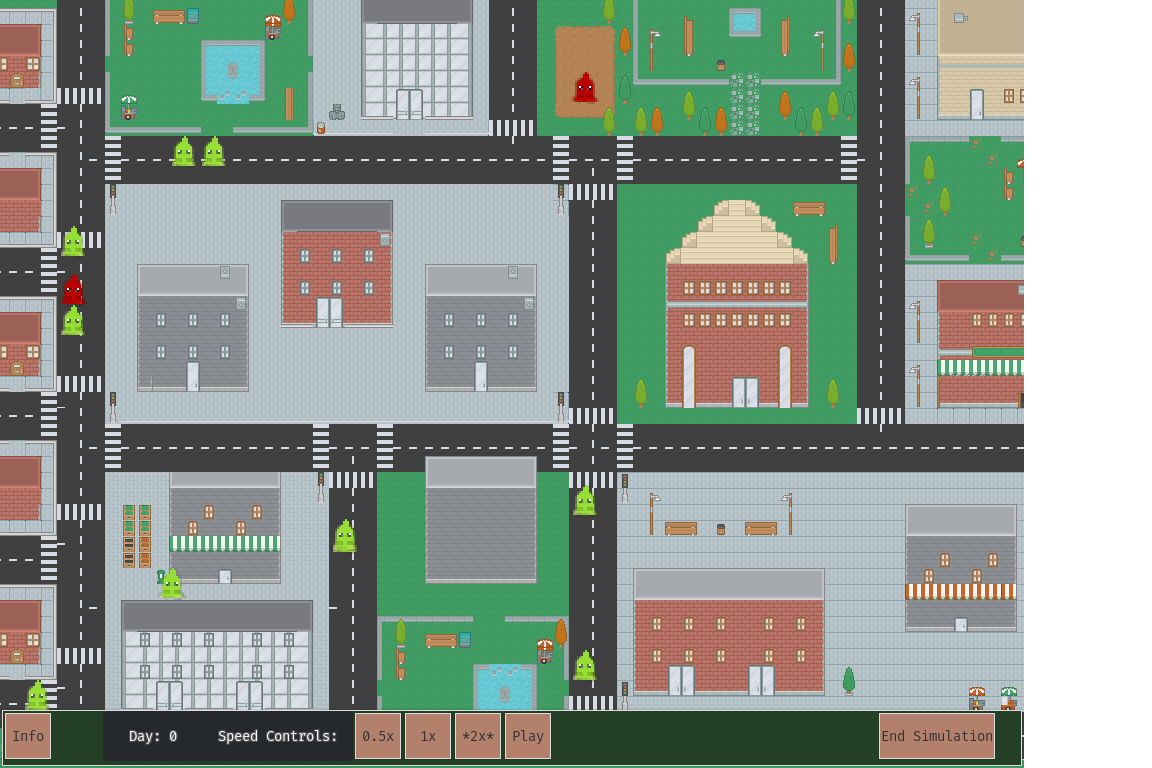 Info
Day: 0
Speed Controls:
0.5x
1x
*2x*
Play
End Simulation